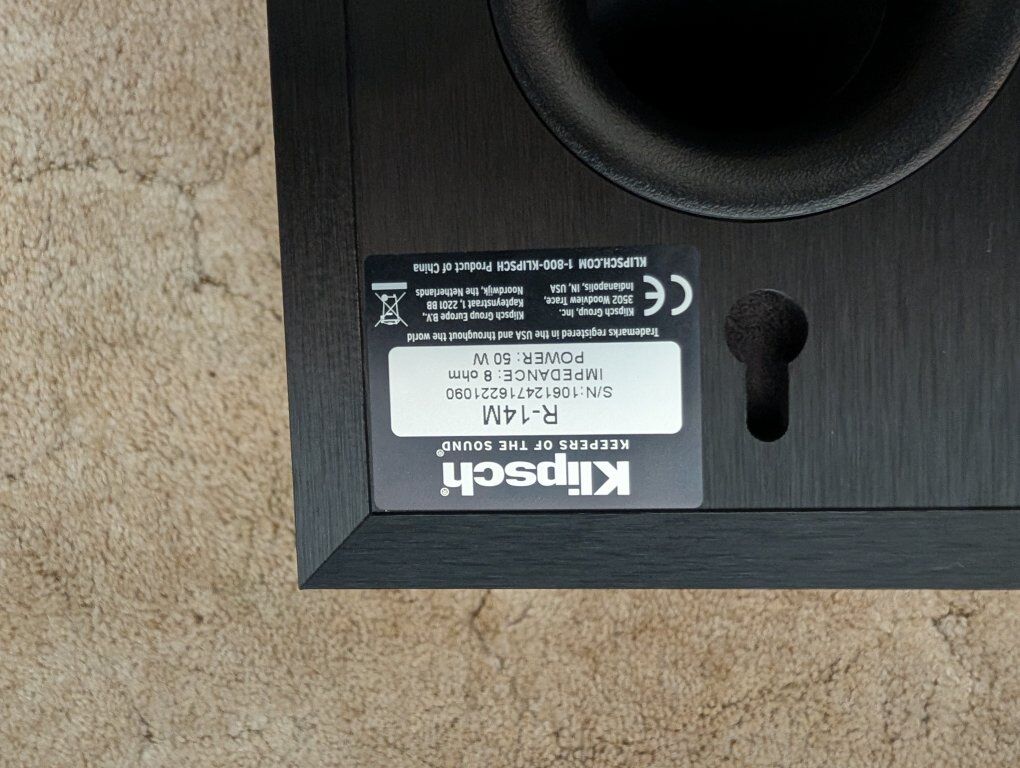 Klipsch®
KEEPERS OF THE SOUND®
R-14M
S/N:106124716221090
IMPEDANCE: 8 ohm
POWER: 50 W
Trademarks registered in the USA and throughout the world
CE
Klipsch Group, Inc.
3502 Woodview Trace,
Indianapolis, IN, USA
Klipsch Group Europe B.V.,
Kapteynstraat 1, 2201 BB
Noordwijk, the Netherlands
KLIPSCH.COM 1-800-KLIPSCH Product of China